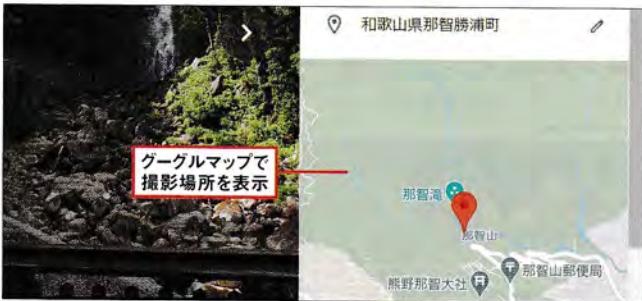 和歌山県那智勝浦町
グーグルマップで
撮影場所を表示
那智滝
那智山
那智山郵便局
熊野那智大社